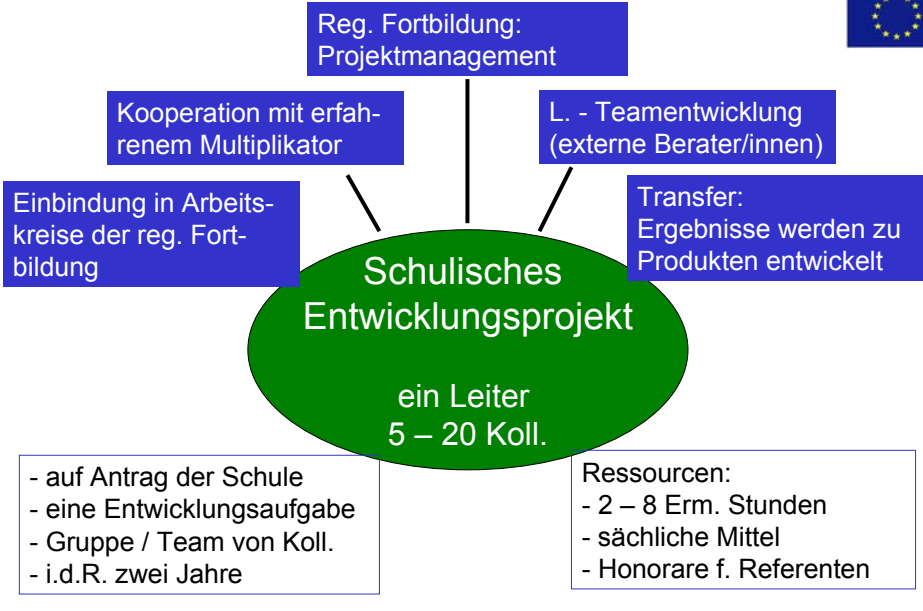 Reg. Fortbildung:
Projektmanagement
Kooperation mit erfah-
renem Multiplikator
L. - Teamentwicklung
(externe Berater/innen)
Einbindung in Arbeits-
kreise der reg. Fort-
bildung
Transfer:
Ergebnisse werden zu
Produkten entwickelt
Schulisches
Entwicklungsprojekt
ein Leiter
5 – 20 Koll.
- auf Antrag der Schule
- eine Entwicklungsaufgabe
- Gruppe / Team von Koll.
- i.d.R. zwei Jahre
Ressourcen:
- 2 – 8 Erm. Stunden
- sächliche Mittel
- Honorare f. Referenten